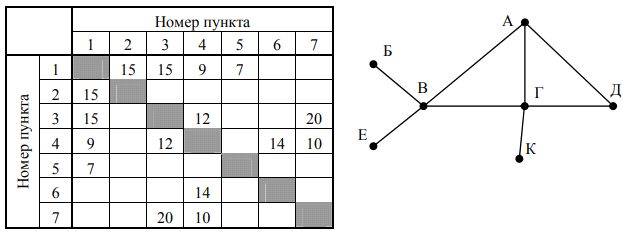 Номер пункта
1 2 3 4 5 6 7
Номер пункта
1 15 15 9 7
2 15
3 15 12 20
4 9 12 14 10
5 7
6 14
7 20 10
А
Б
В Г Д
Е
К